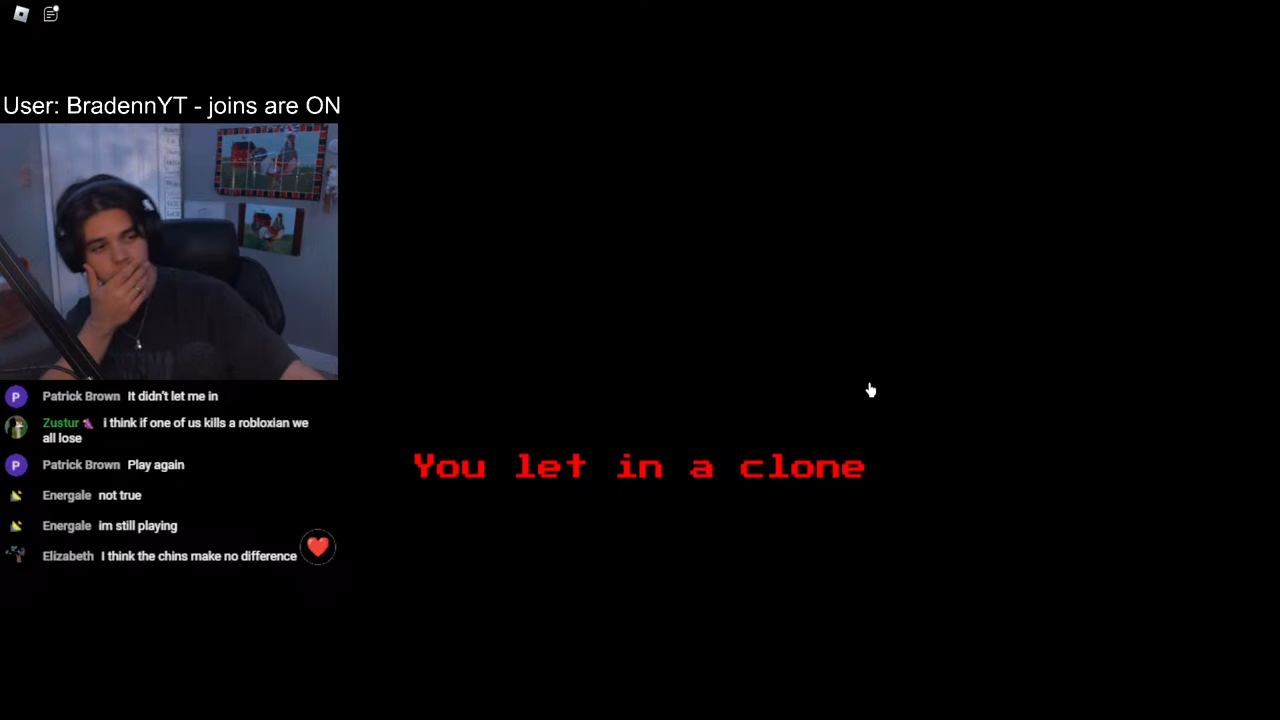 User: BradennYT - joins are ON
P Patrick Brown It didn't let me in
Zustur i think if one of us kills a robloxian we
all lose
P Patrick Brown Play again
Energale not true
Energale im still playing
Elizabeth I think the chins make no difference
You let in a clone